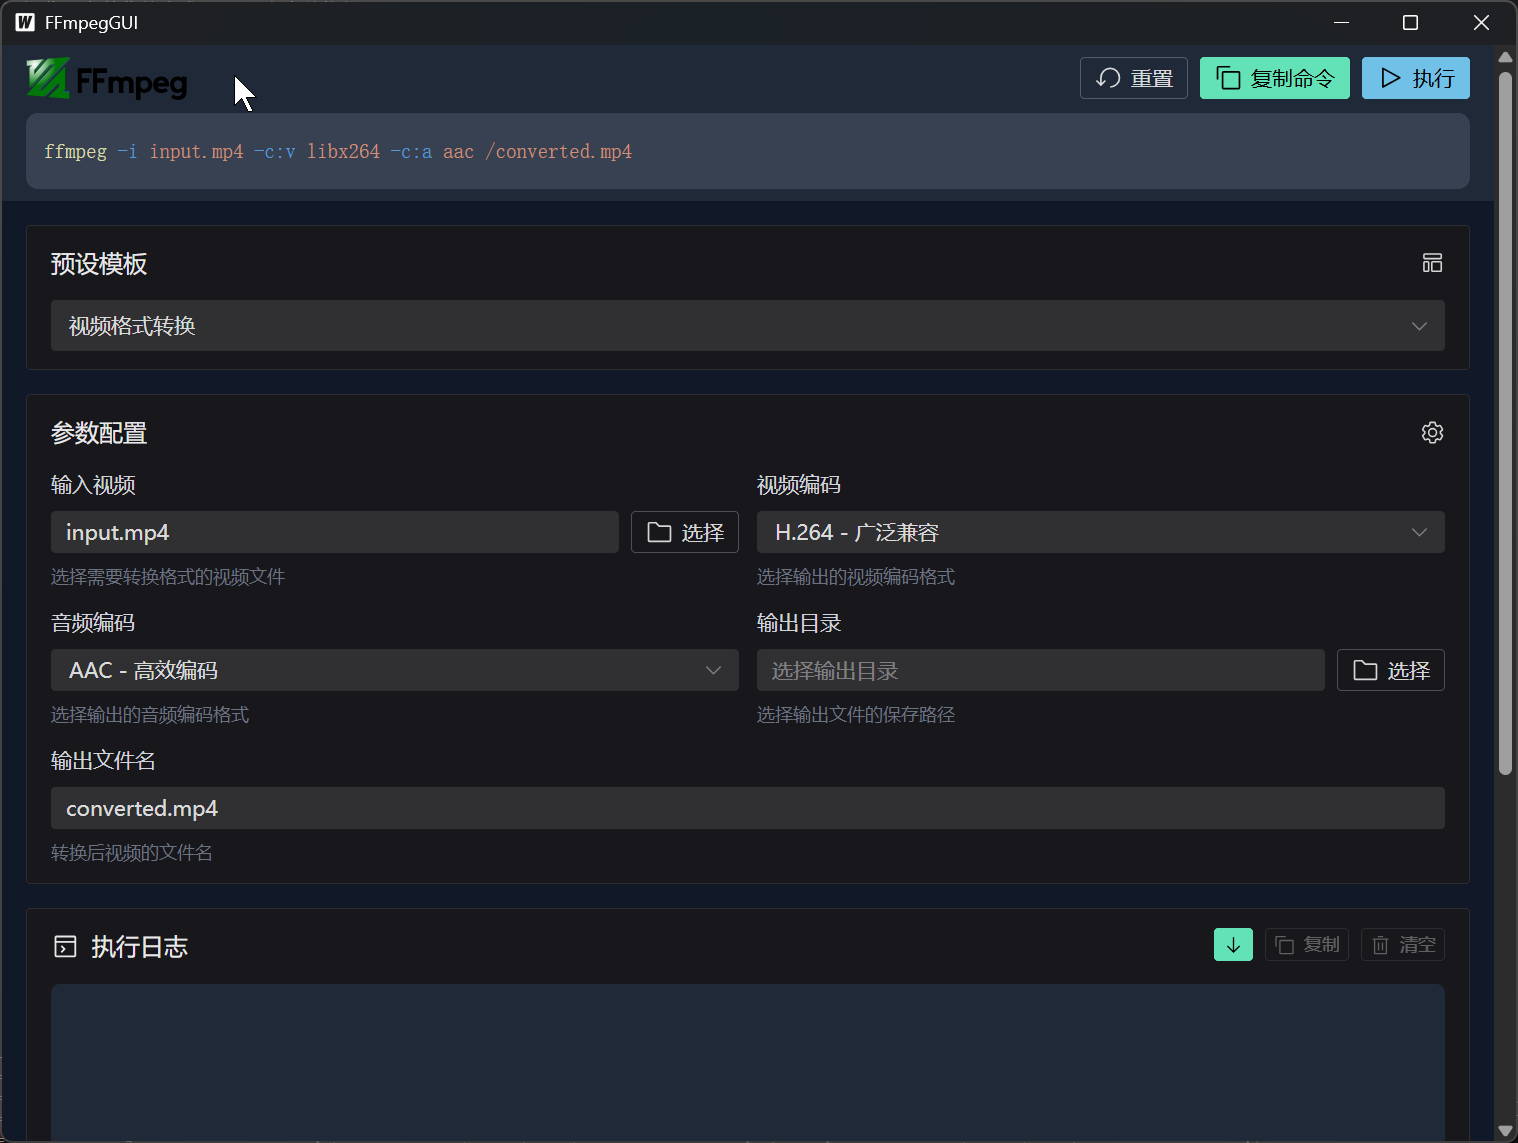 FFmpegGUI
FFmpeg
重置
复制命令
执行
ffmpeg -i input.mp4 -c:v libx264 -c:a aac /converted.mp4
预设模板
视频格式转换
参数配置
输入视频
视频编码
input.mp4
选择
H.264 - 广泛兼容
选择需要转换格式的视频文件
选择输出的视频编码格式
音频编码
输出目录
AAC - 高效编码
选择输出目录
选择
选择输出的音频编码格式
选择输出文件的保存路径
输出文件名
converted.mp4
转换后视频的文件名
执行日志
复制
清空